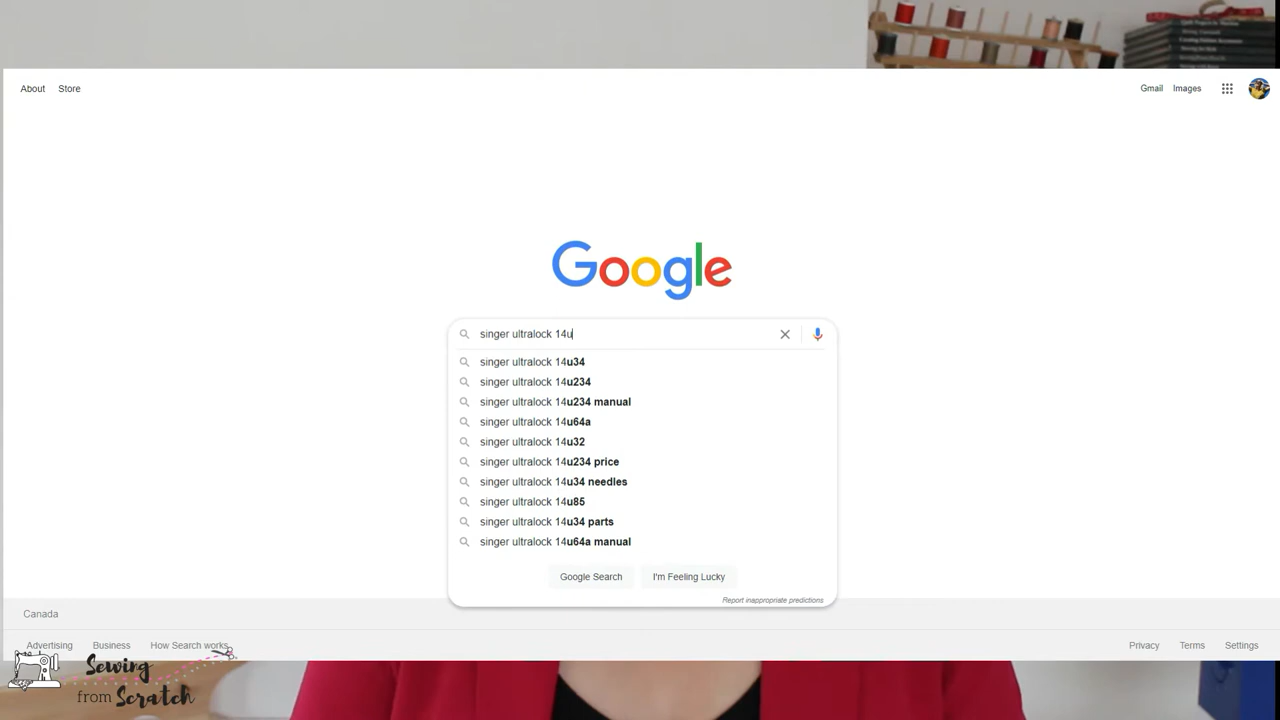 About Store
Gmail Images
Google
singer ultralock 14u
singer ultralock 14u34
singer ultralock 14u234
singer ultralock 14u234 manual
singer ultralock 14u64a
singer ultralock 14u32
singer ultralock 14u234 price
singer ultralock 14u34 needles
singer ultralock 14u85
singer ultralock 14u34 parts
singer ultralock 14u64a manual
Google Search I'm Feeling Lucky
Report inappropriate predictions
Canada
Advertising Business How Search works
Privacy Terms Settings
Sewing
from Scratch